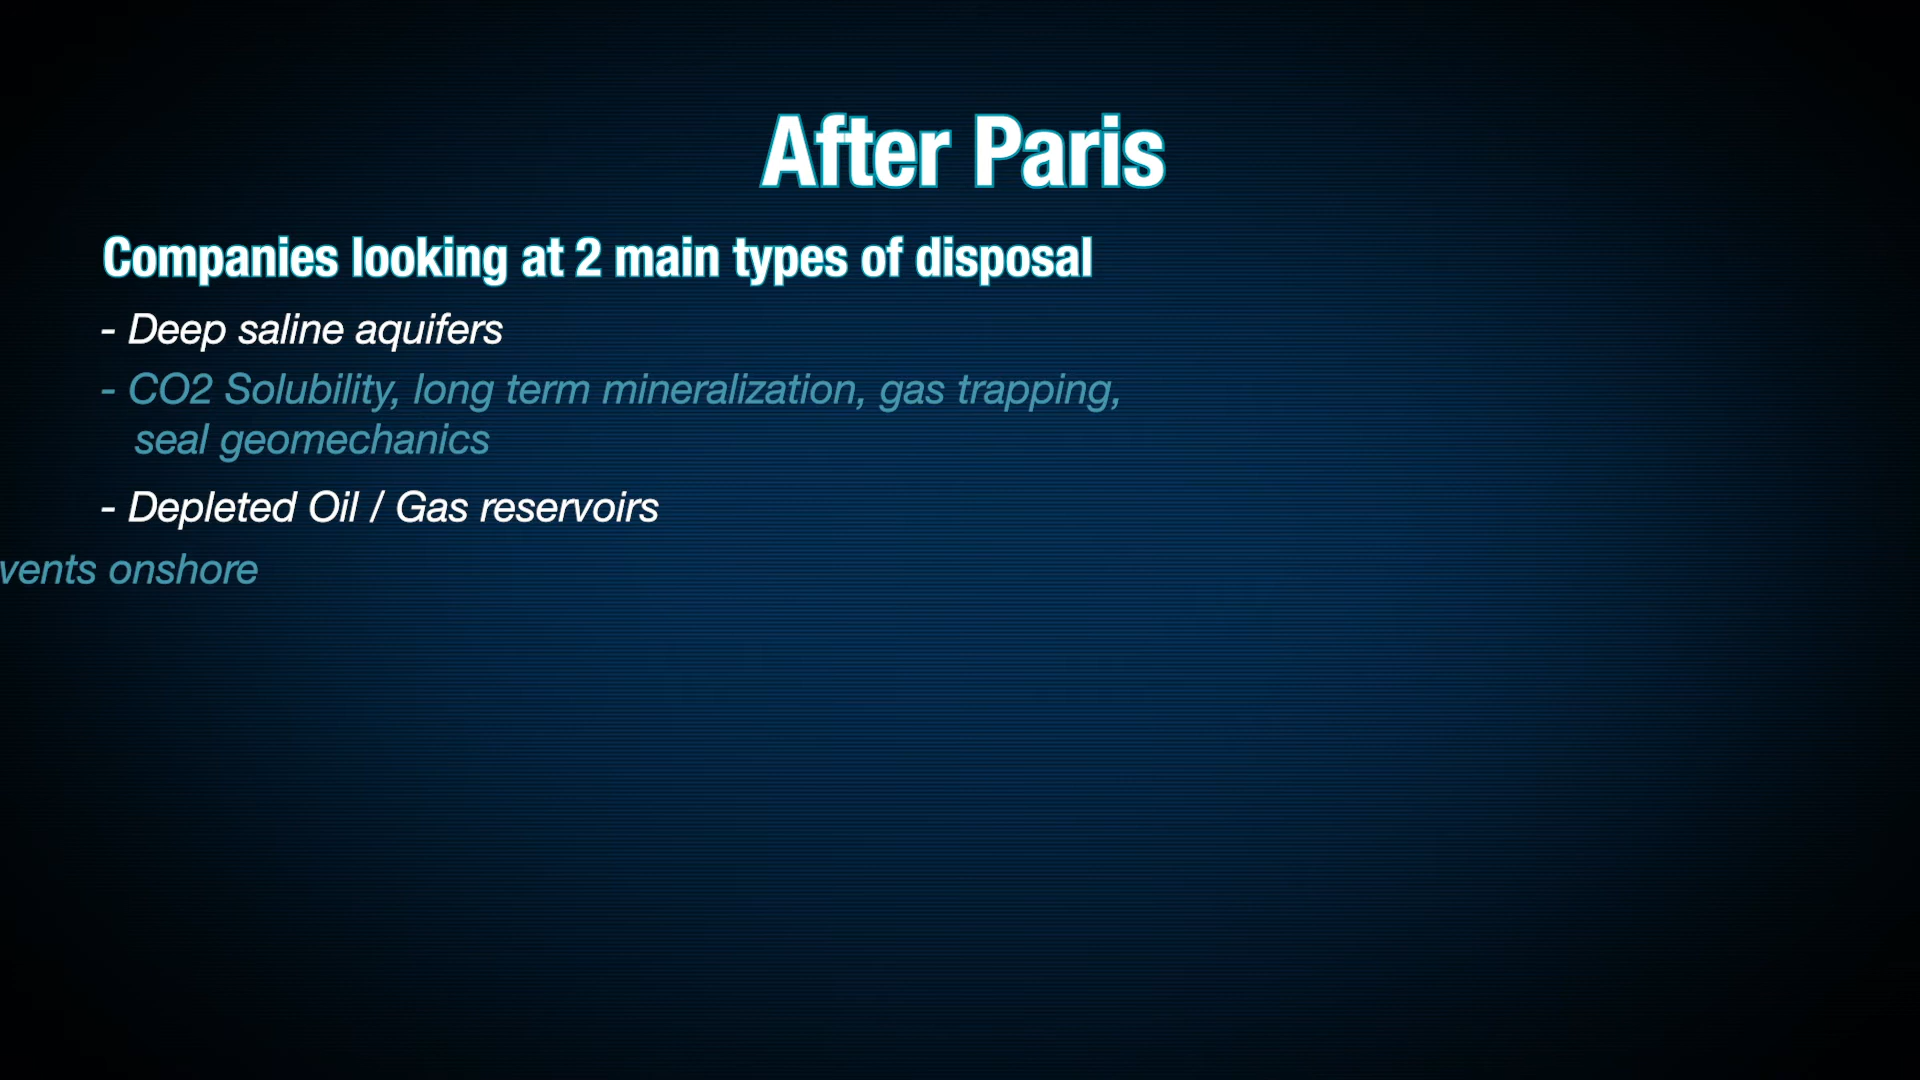 After Paris
Companies looking at 2 main types of disposal
- Deep saline aquifers
- CO2 Solubility, long term mineralization, gas trapping,
seal geomechanics
- Depleted Oil / Gas reservoirs
vents onshore